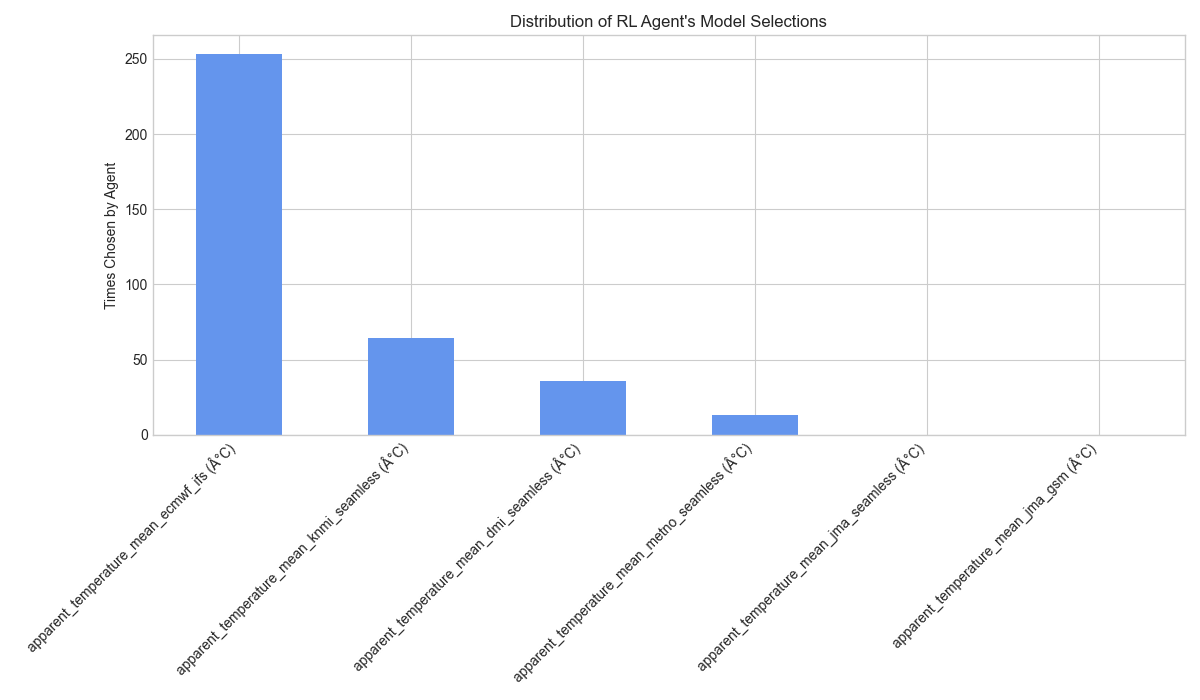 Distribution of RL Agent's Model Selections
Times Chosen by Agent
250
200
150
100
50
0
apparent_temperature_mean_ecmwf_ifs (Â°C)
apparent_temperature_mean_knmi_seamless (Â°C)
apparent_temperature_mean_dmi_seamless (Â°C)
apparent_temperature_mean_metno_seamless (Â°C)
apparent_temperature_mean_jma_seamless (Â°C)
apparent_temperature_mean_jma_gsm (Â°C)